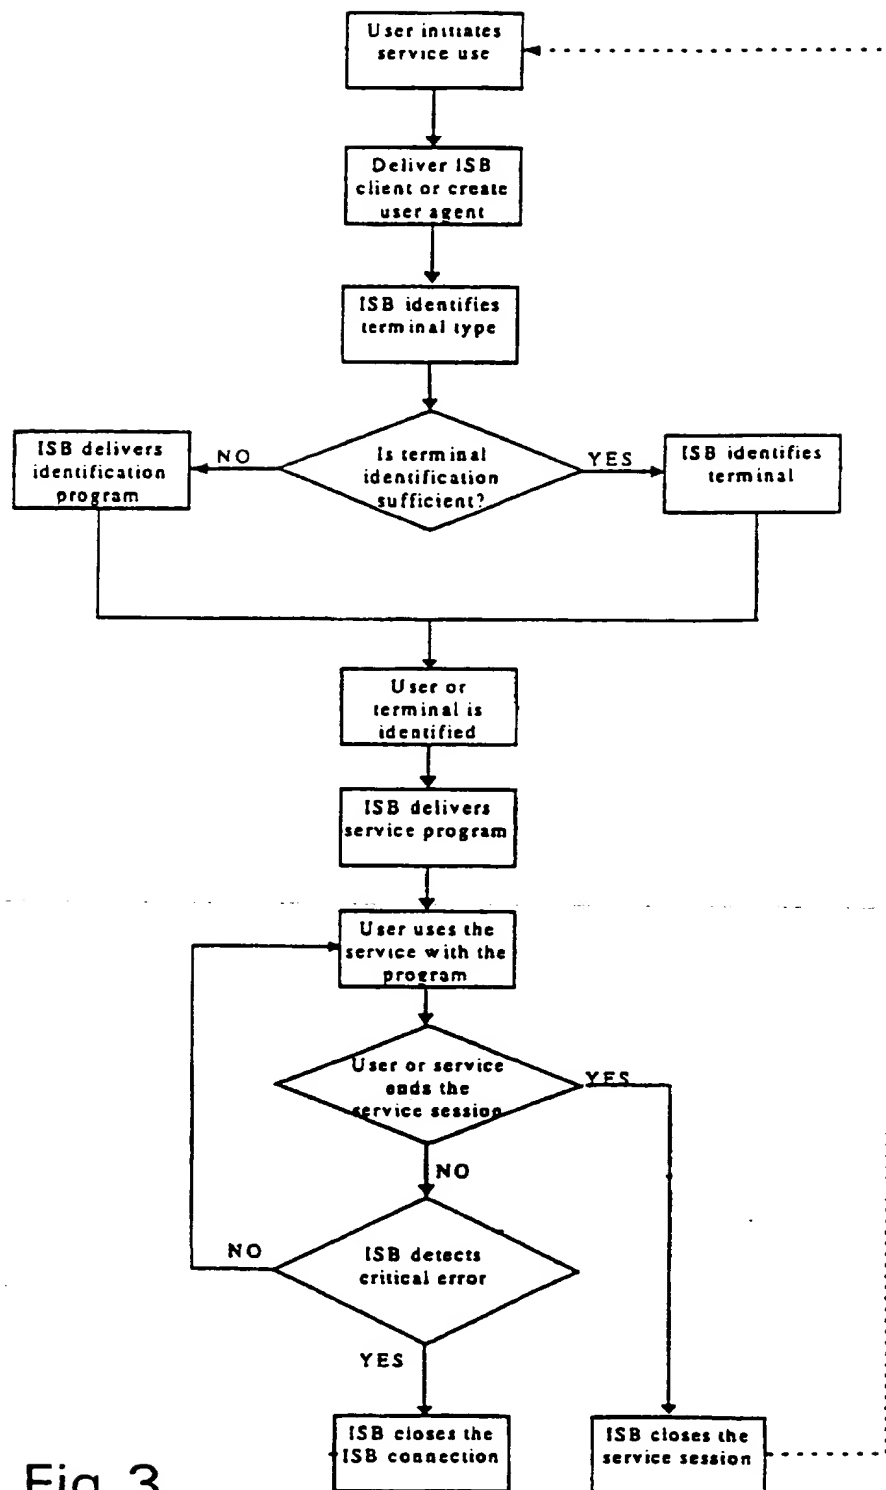 User initiates
service use
Deliver ISB
client or create
user agent
ISB identifies
terminal type
ISB delivers
identification
program
NO
Is terminal
identification
sufficient?
YES
ISB identifies
terminal
User or
terminal is
identified
ISB delivers
service program
User uses the
service with the
program
User or service
ends the
service session
YES
NO
NO
ISB detects
critical error
YES
ISB closes the
ISB connection
ISB closes the
service session
Fig. 3